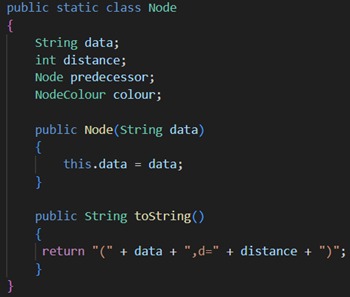 public static class Node
{
    String data;
    int distance;
    Node predecessor;
    NodeColour colour;

    public Node(String data)
    {
        this.data = data;
    }

    public String toString()
    {
     return "(" + data + ",d=" + distance + ")";
    }
}